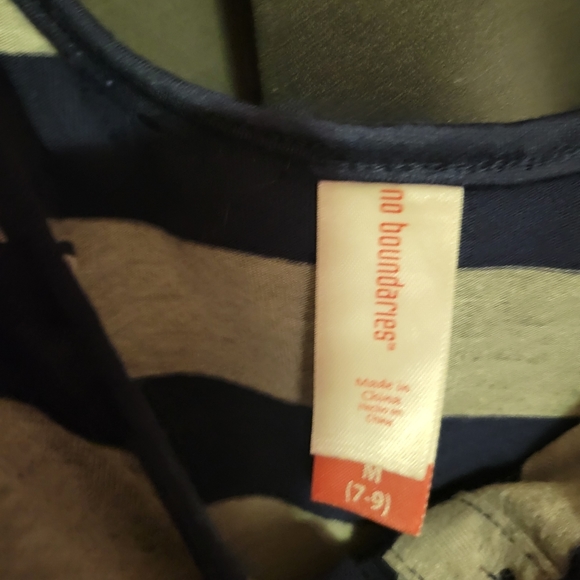 no boundaries®
Made in
China
Hecho en
China
M
(7-9)